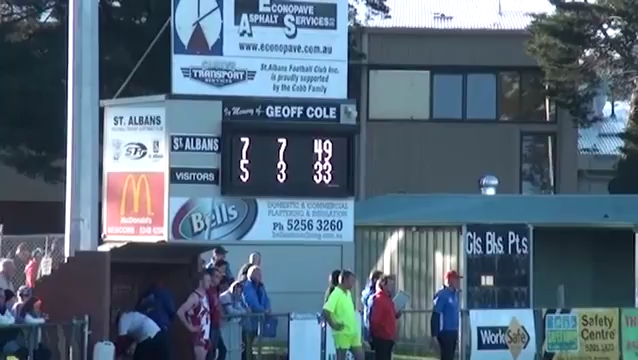 ECONOPAVE
ASPHALT SERVICES
www.econopave.com.au
TRANSPORT
St.Albans Football Club Inc.
is proudly supported
by the Cobb Family
IN MEMORY OF GEOFF COLE
ST. ALBANS
ST. ALBANS 7 7 49
VISITORS 5 3 33
McDonald's
Bells
DOMESTIC & COMMERCIAL
PLASTERING & INSULATION
Ph 5256 3260
Gls. Bhs. Pts.
WorkSafe
Safety
Centre